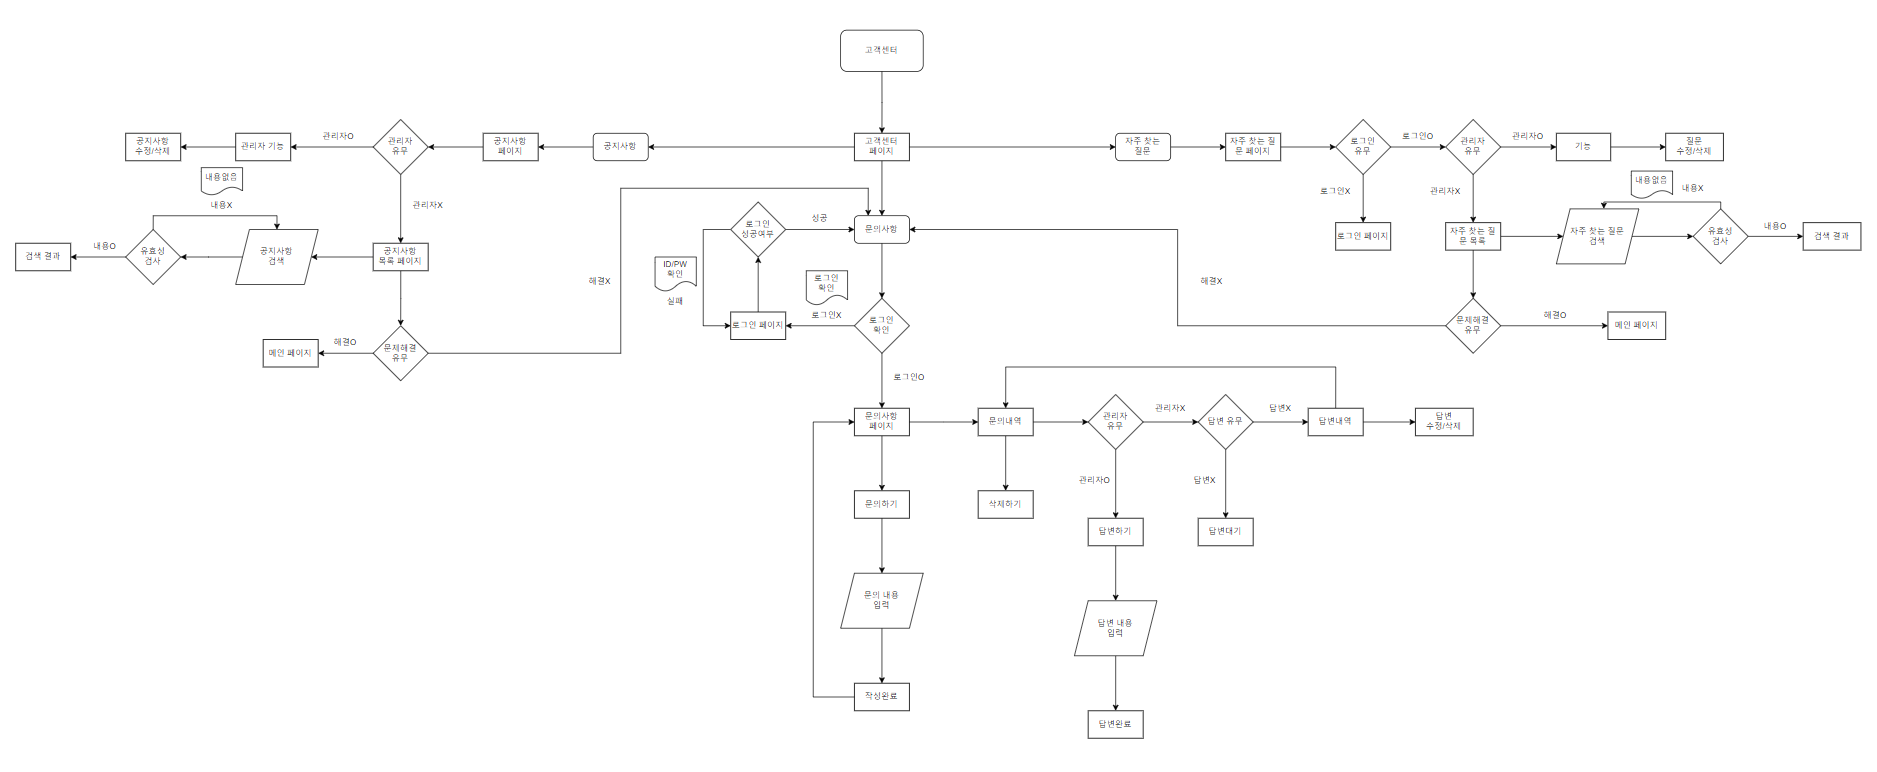 고객센터
공지사항
수정/삭제
관리자 기능
관리자O
관리자
유무
공지사항
페이지
공지사항
고객센터
페이지
자주 찾는
질문
자주 찾는 질
문 페이지
로그인
유무
로그인O
관리자
유무
관리자O
기능
질문
수정/삭제
내용없음
내용X
관리자X
로그인X
관리자X
내용없음
내용X
검색 결과
내용O
유효성
검사
공지사항
검색
공지사항
목록 페이지
로그인
성공여부
성공
문의사항
로그인 페이지
자주 찾는 질
문 목록
자주 찾는 질문
검색
유효성
검사
내용O
검색 결과
해결X
ID/PW
확인
실패
로그인
확인
로그인X
해결X
로그인 페이지
로그인
확인
문제해결
유무
해결O
메인 페이지
메인 페이지
해결O
문제해결
유무
로그인O
문의사항
페이지
문의내역
관리자
유무
관리자X
답변 유무
답변X
답변내역
답변
수정/삭제
관리자O
답변X
문의하기
삭제하기
답변하기
답변대기
문의 내용
입력
답변 내용
입력
작성완료
답변완료